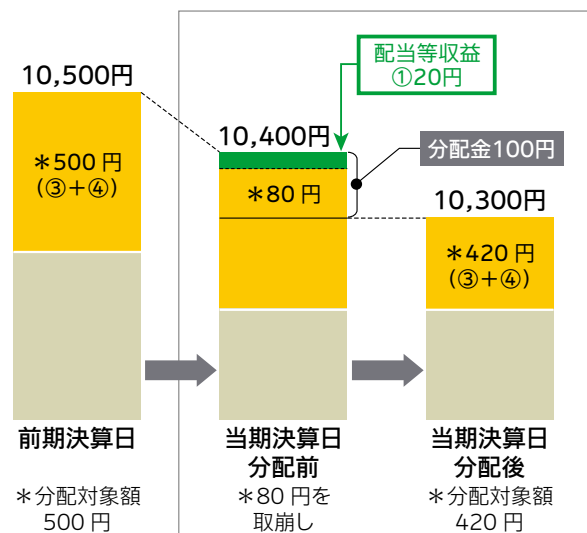 配当等収益
①20円
10,500円
10,400円
分配金100円
＊500 円
(③＋④)
＊80 円
10,300円
＊420 円
(③＋④)
前期決算日
当期決算日
分配前
当期決算日
分配後
＊分配対象額
500 円
＊80 円を
取崩し
＊分配対象額
420 円